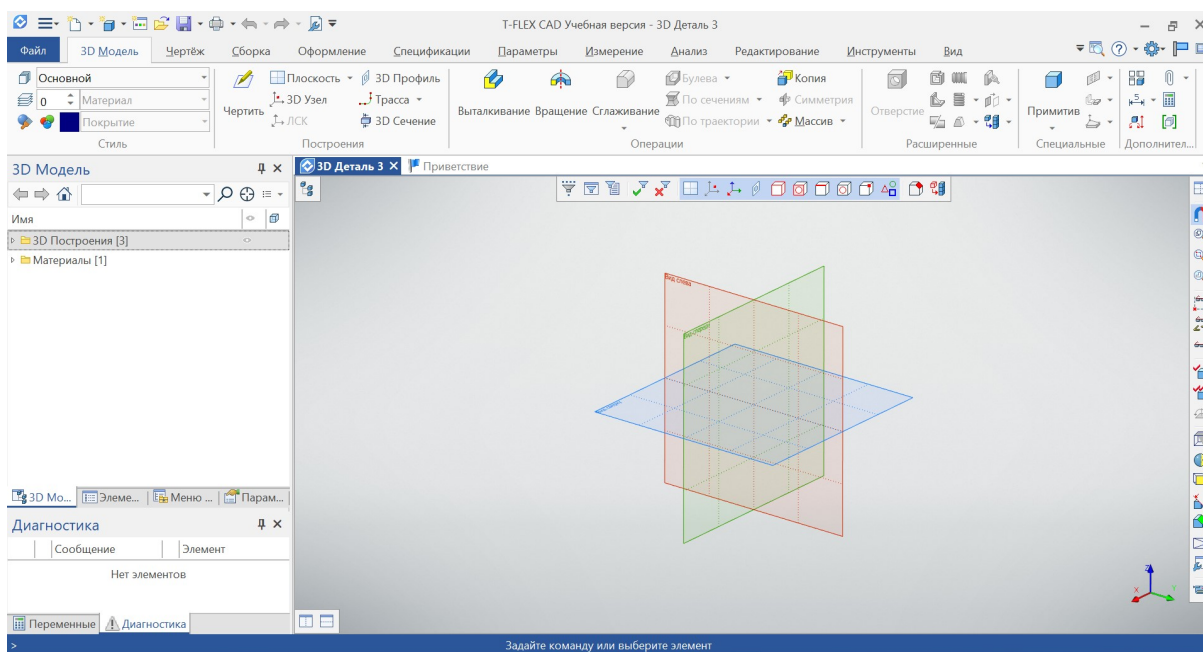 T-FLEX CAD Учебная версия - 3D Деталь 3
Файл 3D Модель Чертёж Сборка Оформление Спецификации Параметры Измерение Анализ Редактирование Инструменты Вид
Основной
0 Материал
Покрытие
Стиль
Чертить
Плоскость 3D Профиль
3D Узел Трасса
ЛСК 3D Сечение
Построения
Выталкивание Вращение Сглаживание
Булева Копия
По сечениям Симметрия
По траектории Массив
Операции
Отверстие
Расширенные
Примитив
Специальные
Дополнител...
3D Модель
3D Деталь 3 Приветствие
Имя
3D Построения [3]
Материалы [1]
Вид слева
3D Мо... Элеме... Меню ... Парам...
Диагностика
Сообщение Элемент
Нет элементов
Z
X
Y
Переменные Диагностика
> Задайте команду или выберите элемент